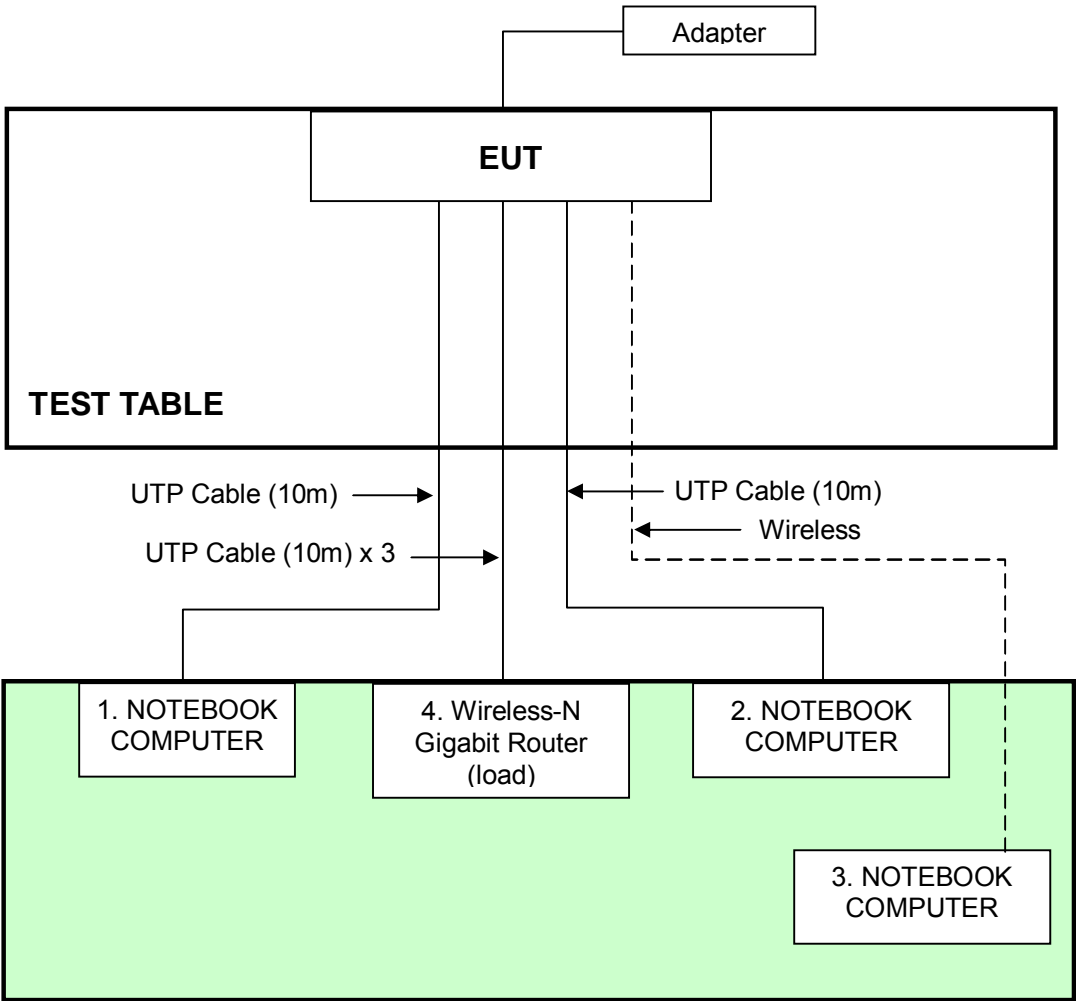 Adapter
EUT
TEST TABLE
UTP Cable (10m)
UTP Cable (10m)
Wireless
UTP Cable (10m) x 3
1. NOTEBOOK
COMPUTER
4. Wireless-N
Gigabit Router
(load)
2. NOTEBOOK
COMPUTER
3. NOTEBOOK
COMPUTER